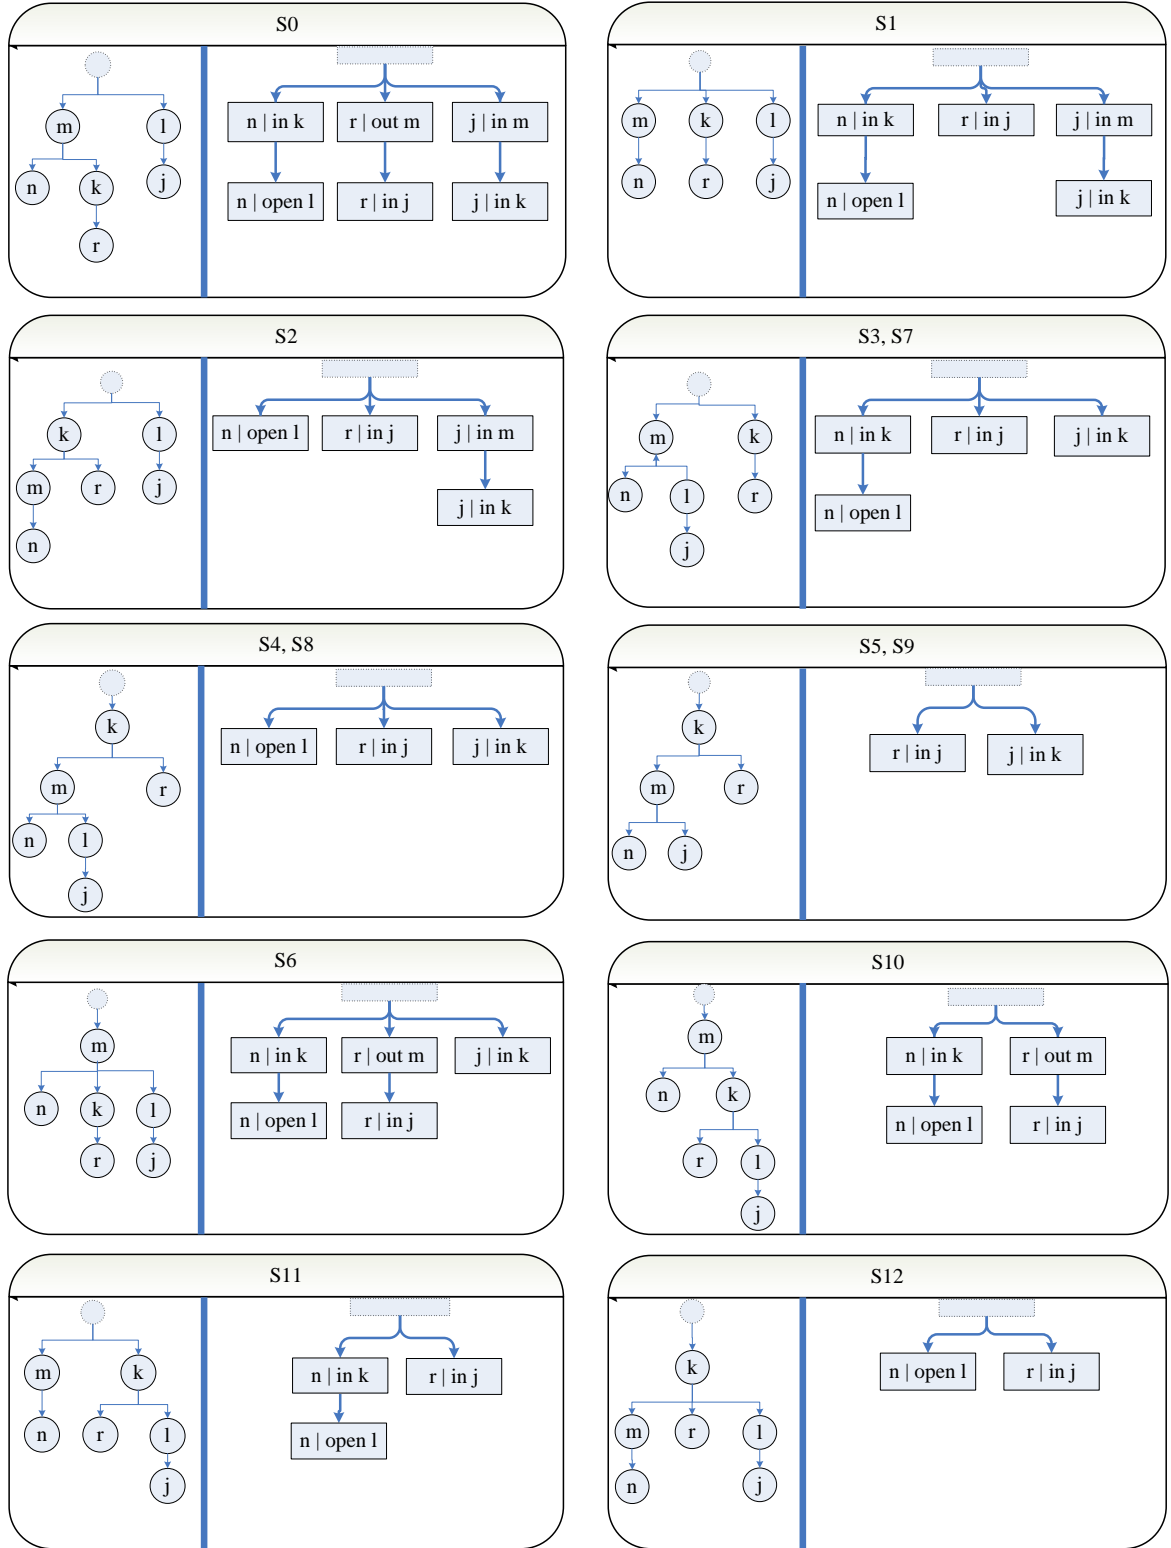 S0
m l
n k j
r
n | in k r | out m j | in m
n | open l r | in j j | in k
S1
m k l
n r j
n | in k r | in j j | in m
n | open l j | in k
S2
k l
m r j
n
n | open l r | in j j | in m
j | in k
S3, S7
m k
n l r
j
n | in k r | in j j | in k
n | open l
S4, S8
k
m r
n l
j
n | open l r | in j j | in k
S5, S9
k
m r
n j
r | in j j | in k
S6
m
n k l
r j
n | in k r | out m j | in k
n | open l r | in j
S10
m
n k
r l
j
n | in k r | out m
n | open l r | in j
S11
m k
n r l
j
n | in k r | in j
n | open l
S12
k
m r l
n j
n | open l r | in j